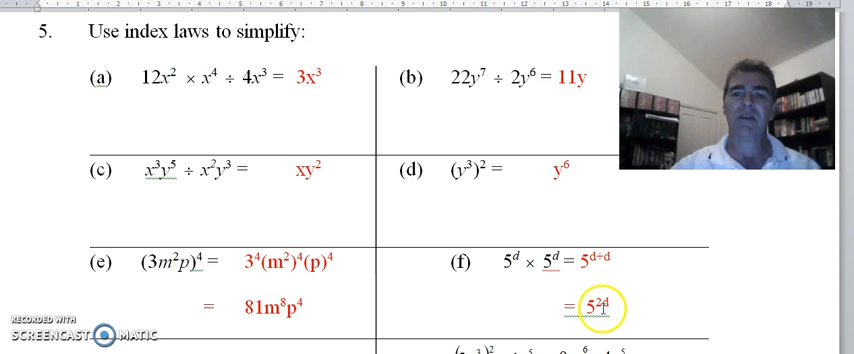 5. Use index laws to simplify:
(a) 12x² × x⁴ ÷ 4x³ = 3x³
(b) 22y⁷ ÷ 2y⁶ = 11y
(c) x³y⁵ ÷ x²y³ = xy²
(d) (y³)² = y⁶
(e) (3m²p)⁴ = 3⁴(m²)⁴(p)⁴
= 81m⁸p⁴
(f) 5ᵈ × 5ᵈ = 5ᵈ⁺ᵈ
= 5²ᵈ
RECORDED WITH
SCREENCAST MATIC